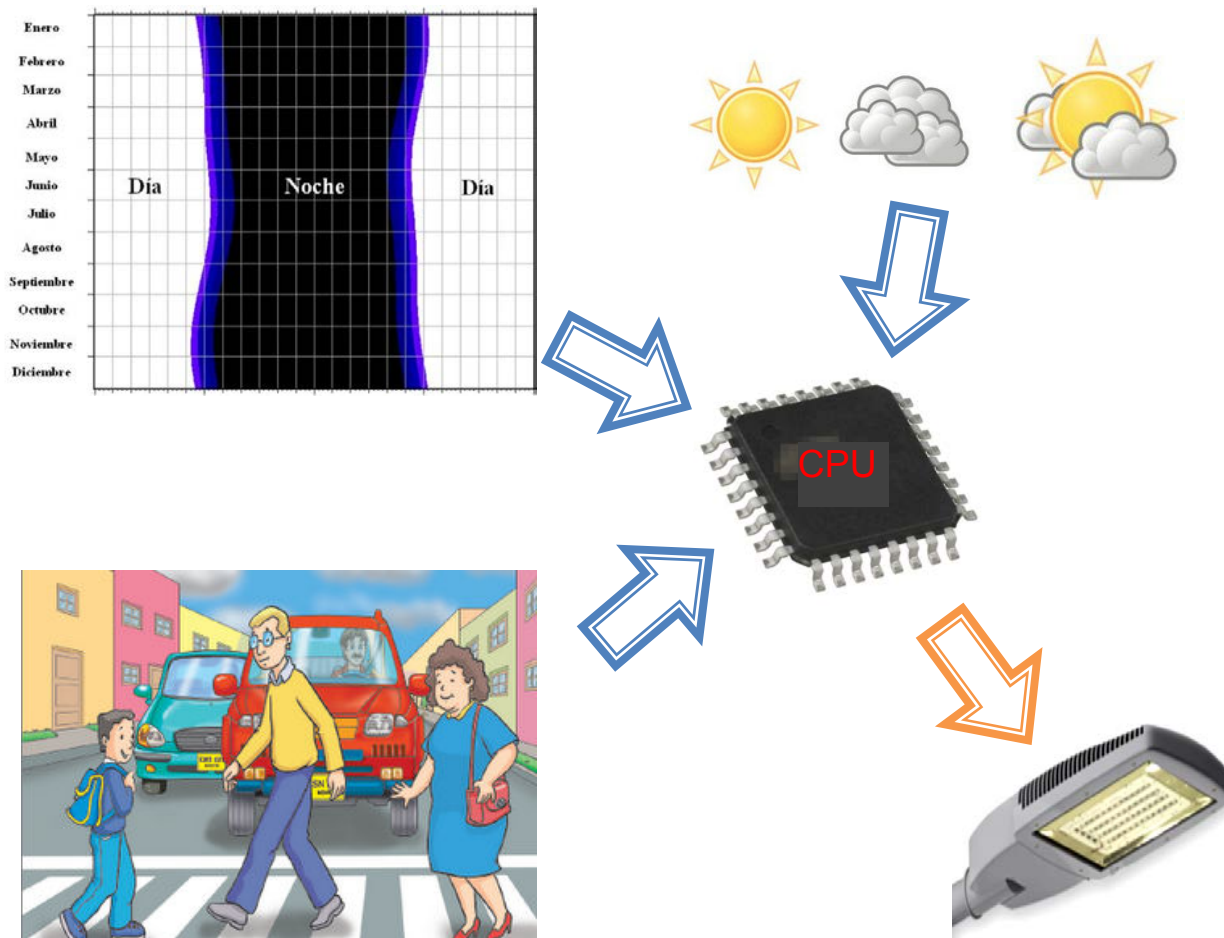 Enero
Febrero
Marzo
Abril
Mayo
Junio
Julio
Agosto
Septiembre
Octubre
Noviembre
Diciembre
Día
Noche
Día
CPU